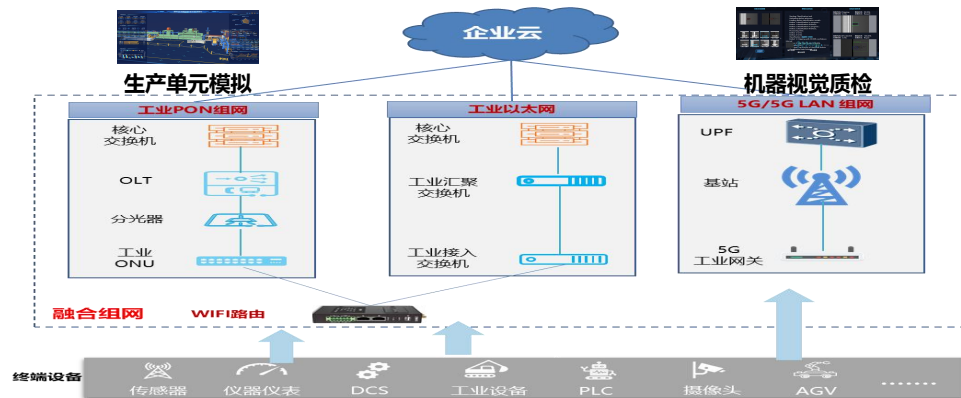 企业云
生产单元模拟
机器视觉质检
工业PON组网
工业以太网
5G/5G LAN 组网
核心
交换机
OLT
分光器
工业
ONU
核心
交换机
工业汇聚
交换机
工业接入
交换机
UPF
基站
5G
工业网关
融合组网
WIFI路由
终端设备
传感器
仪器仪表
DCS
工业设备
PLC
摄像头
AGV
.......